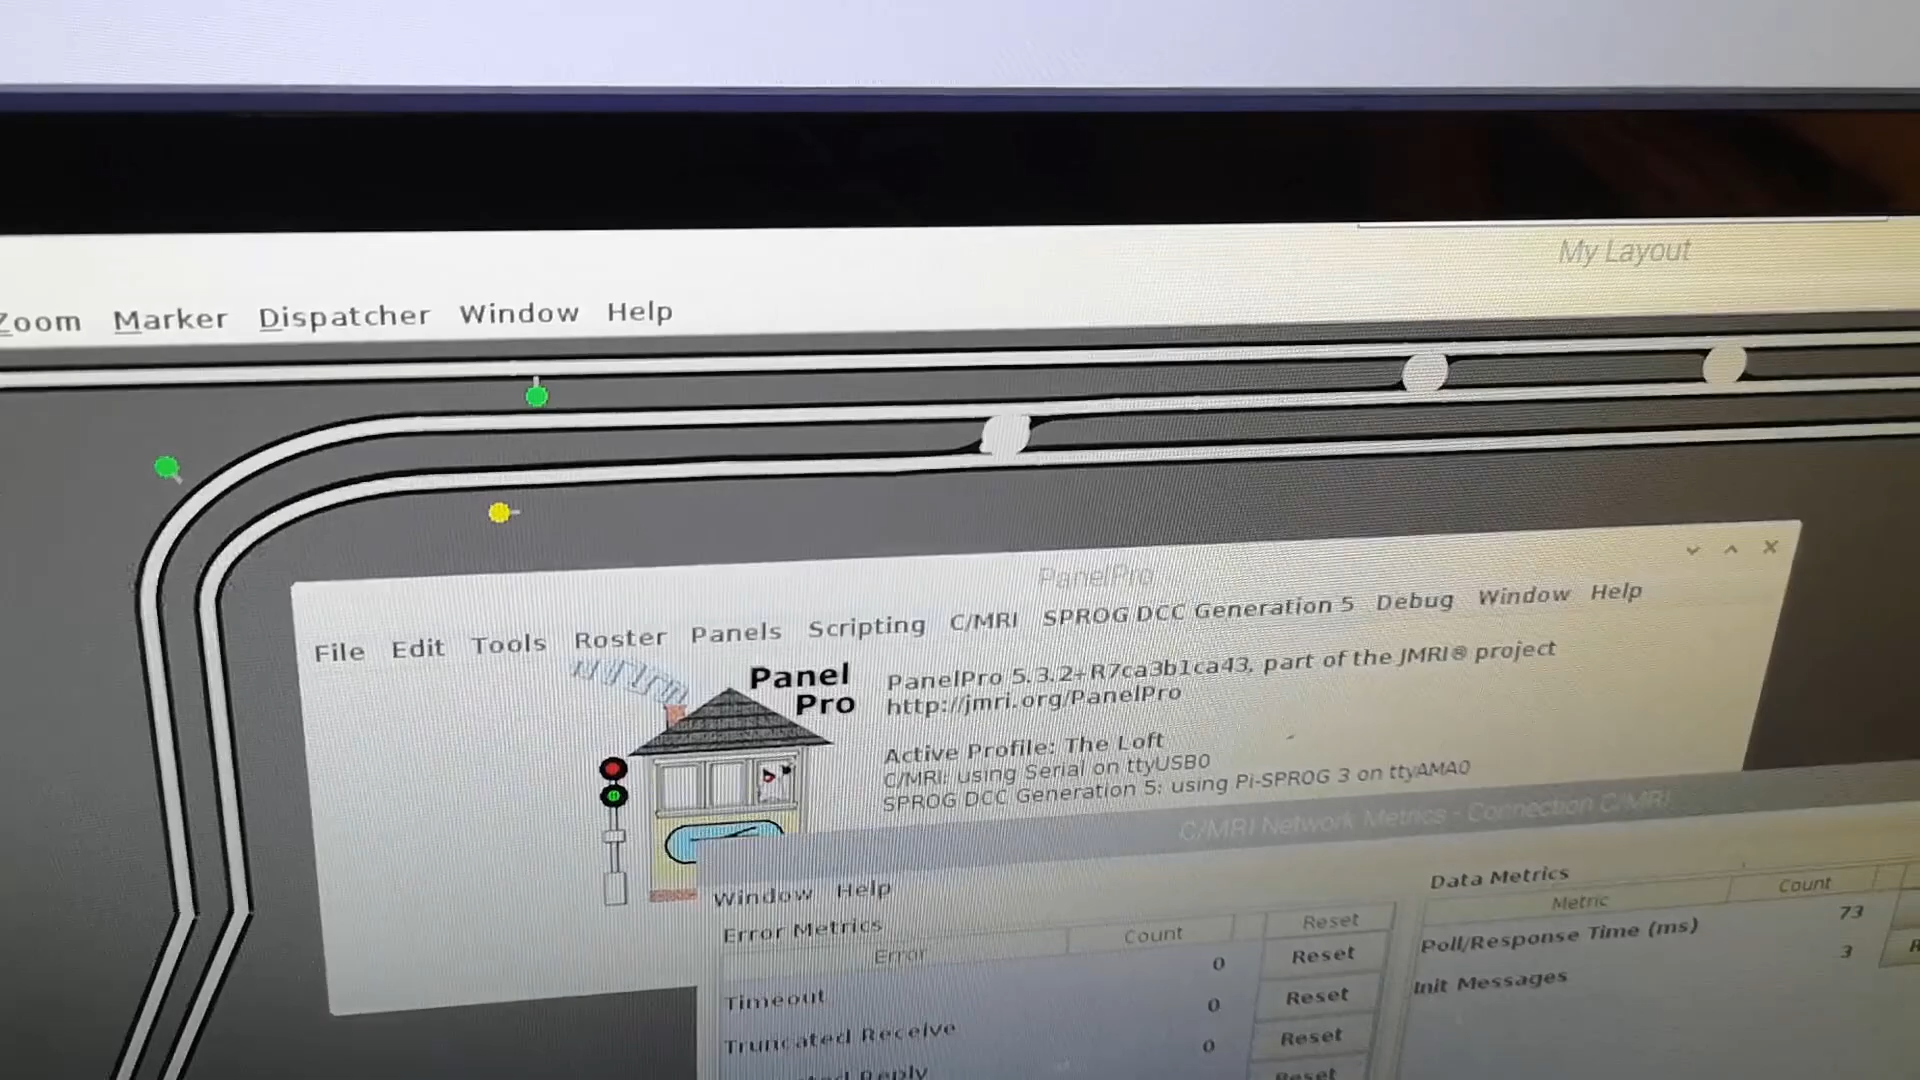 My Layout
Zoom Marker Dispatcher Window Help
PanelPro
File Edit Tools Roster Panels Scripting C/MRI SPROG DCC Generation 5 Debug Window Help
Panel
Pro
PanelPro 5.3.2+R7ca3b1ca43, part of the JMRI® project
http://jmri.org/PanelPro
Active Profile: The Loft
C/MRI: using Serial on ttyUSB0
SPROG DCC Generation 5: using Pi-SPROG 3 on ttyAMA0
C/MRI Network Metrics - Connection C/MRI
Window Help
Error Metrics
Error Count Reset
Timeout 0 Reset
Truncated Receive 0 Reset
Reply 0 Reset
Reset
Data Metrics
Metric Count
Poll/Response Time (ms) 73
Init Messages 3